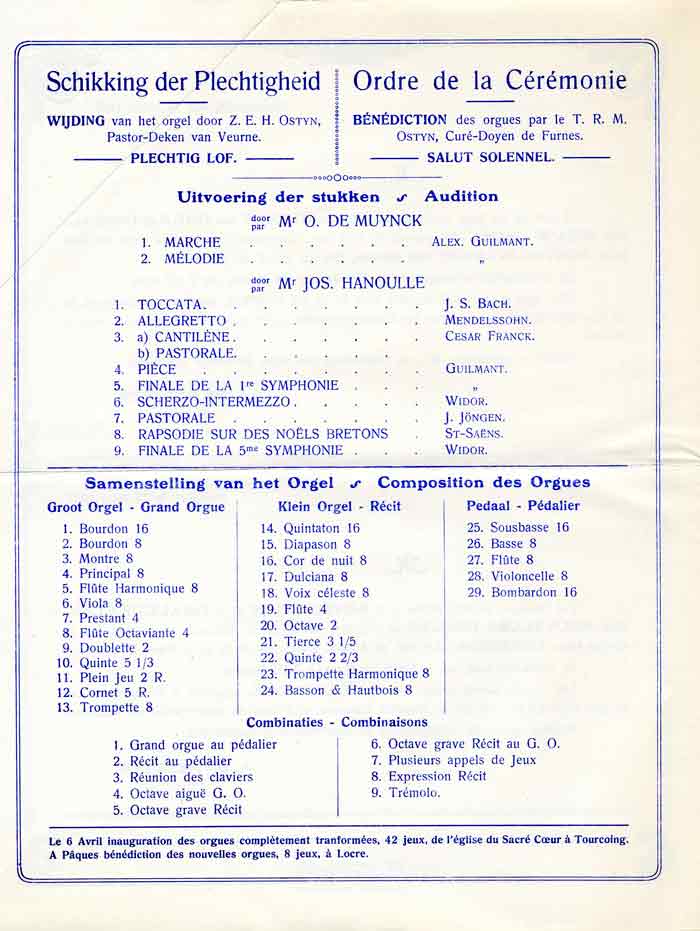 Schikking der Plechtigheid
WIJDING van het orgel door Z. E. H. OSTYN,
Pastor-Deken van Veurne.
PLECHTIG LOF.
Ordre de la Cérémonie
BÉNÉDICTION des orgues par le T. R. M.
OSTYN, Curé-Doyen de Furnes.
SALUT SOLENNEL.
Uitvoering der stukken Audition
door par Mr O. DE MUYNCK
1. MARCHE . . . . . . ALEX. GUILMANT.
2. MÉLODIE . . . . . . „
door par Mr JOS. HANOULLE
1. TOCCATA. . . . . . . J. S. BACH.
2. ALLEGRETTO . . . . . . MENDELSSOHN.
3. a) CANTILÈNE . . . . . . CESAR FRANCK.
b) PASTORALE. . . . . .
4. PIÈCE . . . . . . . GUILMANT.
5. FINALE DE LA 1re SYMPHONIE . . . „
6. SCHERZO-INTERMEZZO . . . . . WIDOR.
7. PASTORALE . . . . . . . J. JÖNGEN.
8. RAPSODIE SUR DES NOËLS BRETONS . ST-SAËNS.
9. FINALE DE LA 5me SYMPHONIE . . . WIDOR.
Samenstelling van het Orgel Composition des Orgues
Groot Orgel - Grand Orgue
1. Bourdon 16
2. Bourdon 8
3. Montre 8
4. Principal 8
5. Flûte Harmonique 8
6. Viola 8
7. Prestant 4
8. Flûte Octaviante 4
9. Doublette 2
10. Quinte 5 1/3
11. Plein Jeu 2 R.
12. Cornet 5 R.
13. Trompette 8
Klein Orgel - Récit
14. Quintaton 16
15. Diapason 8
16. Cor de nuit 8
17. Dulciana 8
18. Voix céleste 8
19. Flûte 4
20. Octave 2
21. Tierce 3 1/5
22. Quinte 2 2/3
23. Trompette Harmonique 8
24. Basson & Hautbois 8
Pedaal - Pédalier
25. Sousbasse 16
26. Basse 8
27. Flûte 8
28. Violoncelle 8
29. Bombardon 16
Combinaties - Combinaisons
1. Grand orgue au pédalier
2. Récit au pédalier
3. Réunion des claviers
4. Octave aiguë G. O.
5. Octave grave Récit
6. Octave grave Récit au G. O.
7. Plusieurs appels de Jeux
8. Expression Récit
9. Trémolo.
Le 6 Avril inauguration des orgues complètement tranformées, 42 jeux, de l'église du Sacré Cœur à Tourcoing.
A Pâques bénédiction des nouvelles orgues, 8 jeux, à Locre.